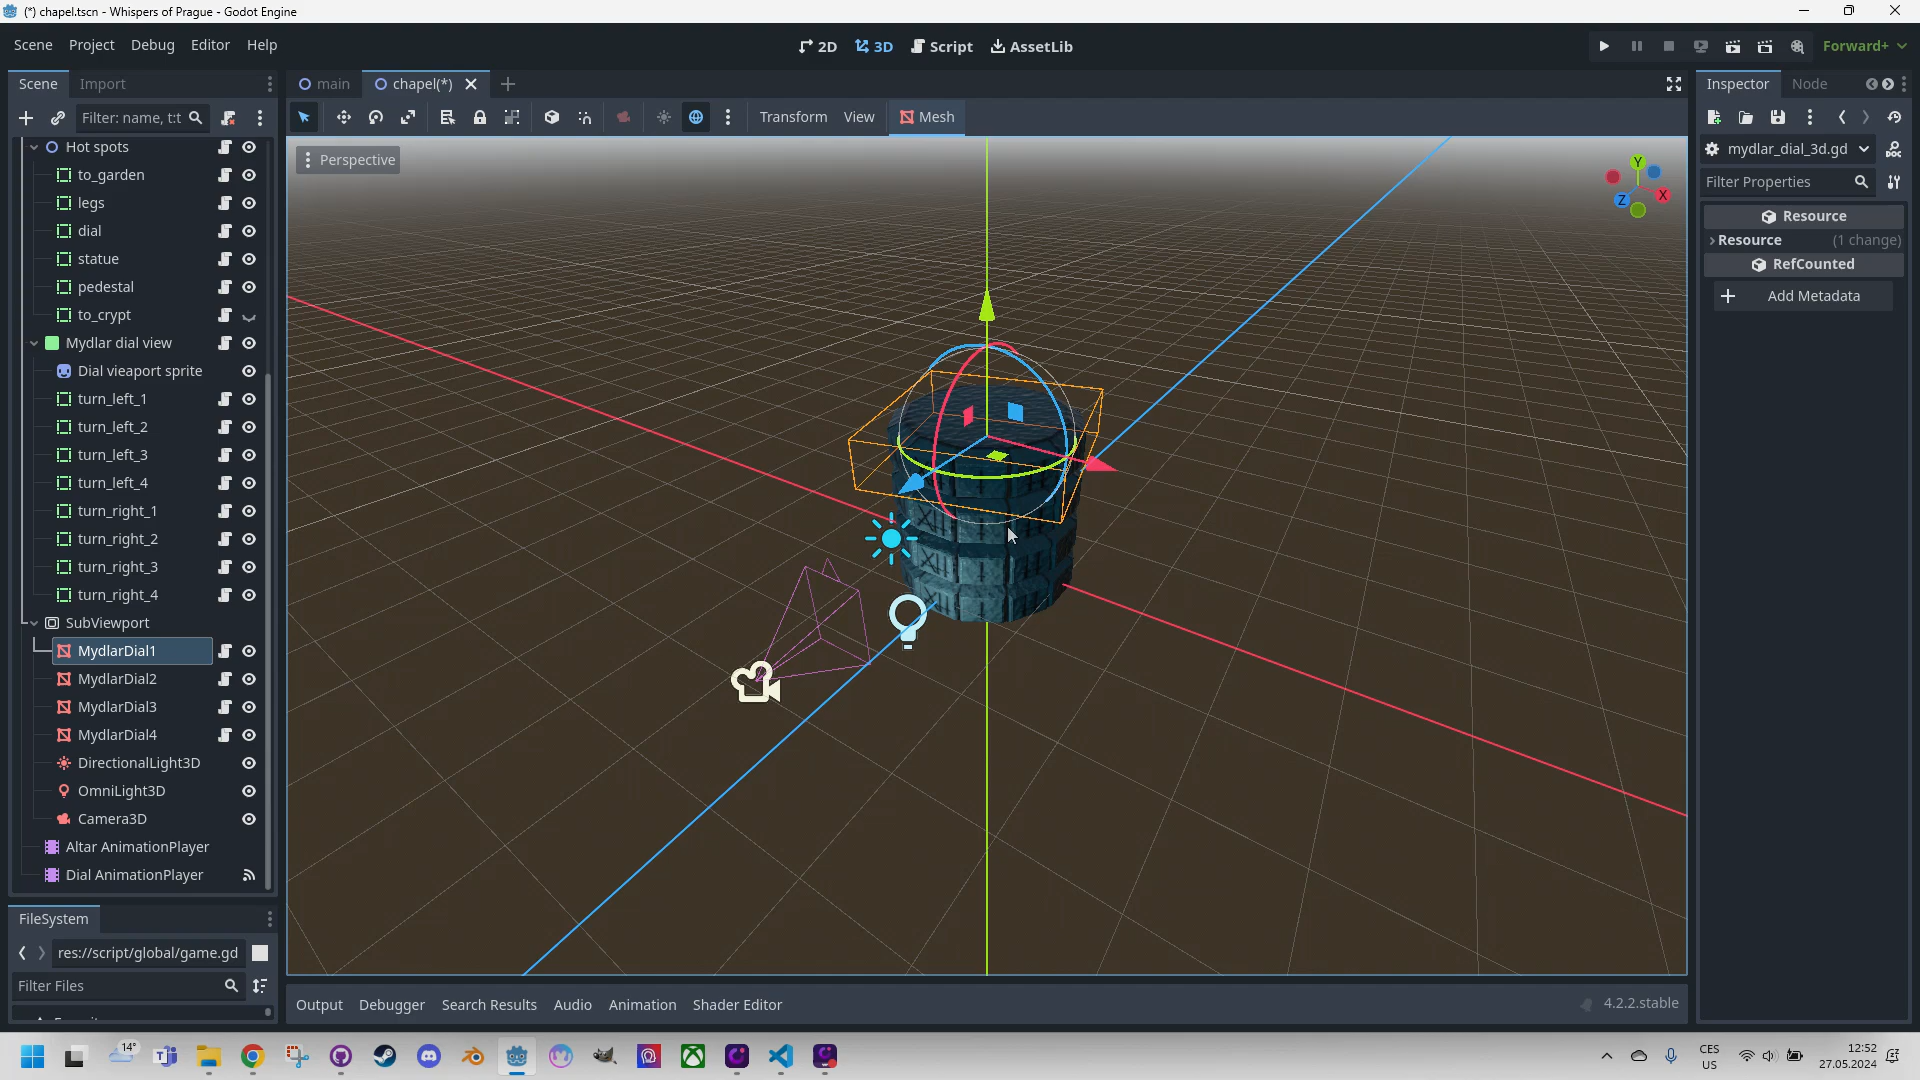 (*) chapel.tscn - Whispers of Prague - Godot Engine
Scene Project Debug Editor Help
2D 3D Script AssetLib
Forward+
Scene Import
main chapel(*)
Inspector Node
Filter: name, t:t
Transform View Mesh
Perspective
Y
X
Z
mydlar_dial_3d.gd
DOC
Filter Properties
Resource
Resource (1 change)
RefCounted
Add Metadata
Hot spots
to_garden
legs
dial
statue
pedestal
to_crypt
Mydlar dial view
Dial vieaport sprite
turn_left_1
turn_left_2
turn_left_3
turn_left_4
turn_right_1
turn_right_2
turn_right_3
turn_right_4
SubViewport
MydlarDial1
MydlarDial2
MydlarDial3
MydlarDial4
DirectionalLight3D
OmniLight3D
Camera3D
Altar AnimationPlayer
Dial AnimationPlayer
FileSystem
res://script/global/game.gd
Filter Files
Output Debugger Search Results Audio Animation Shader Editor
4.2.2.stable
14°
CES
US
12:52
27.05.2024